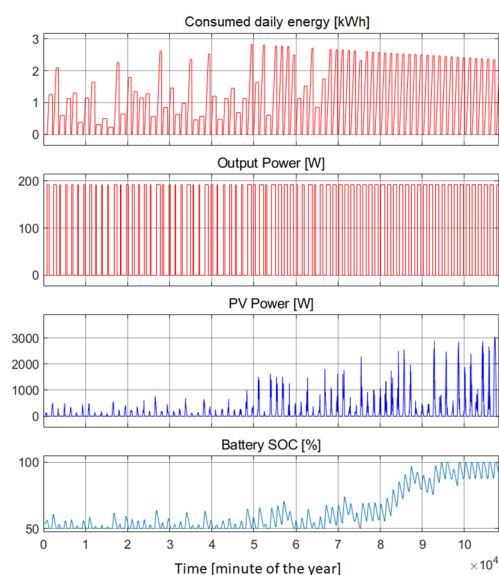 Consumed daily energy [kWh]
3
2
1
0
Output Power [W]
200
100
0
PV Power [W]
3000
2000
1000
0
Battery SOC [%]
100
50
0 1 2 3 4 5 6 7 8 9 10
Time [minute of the year] ×10⁴